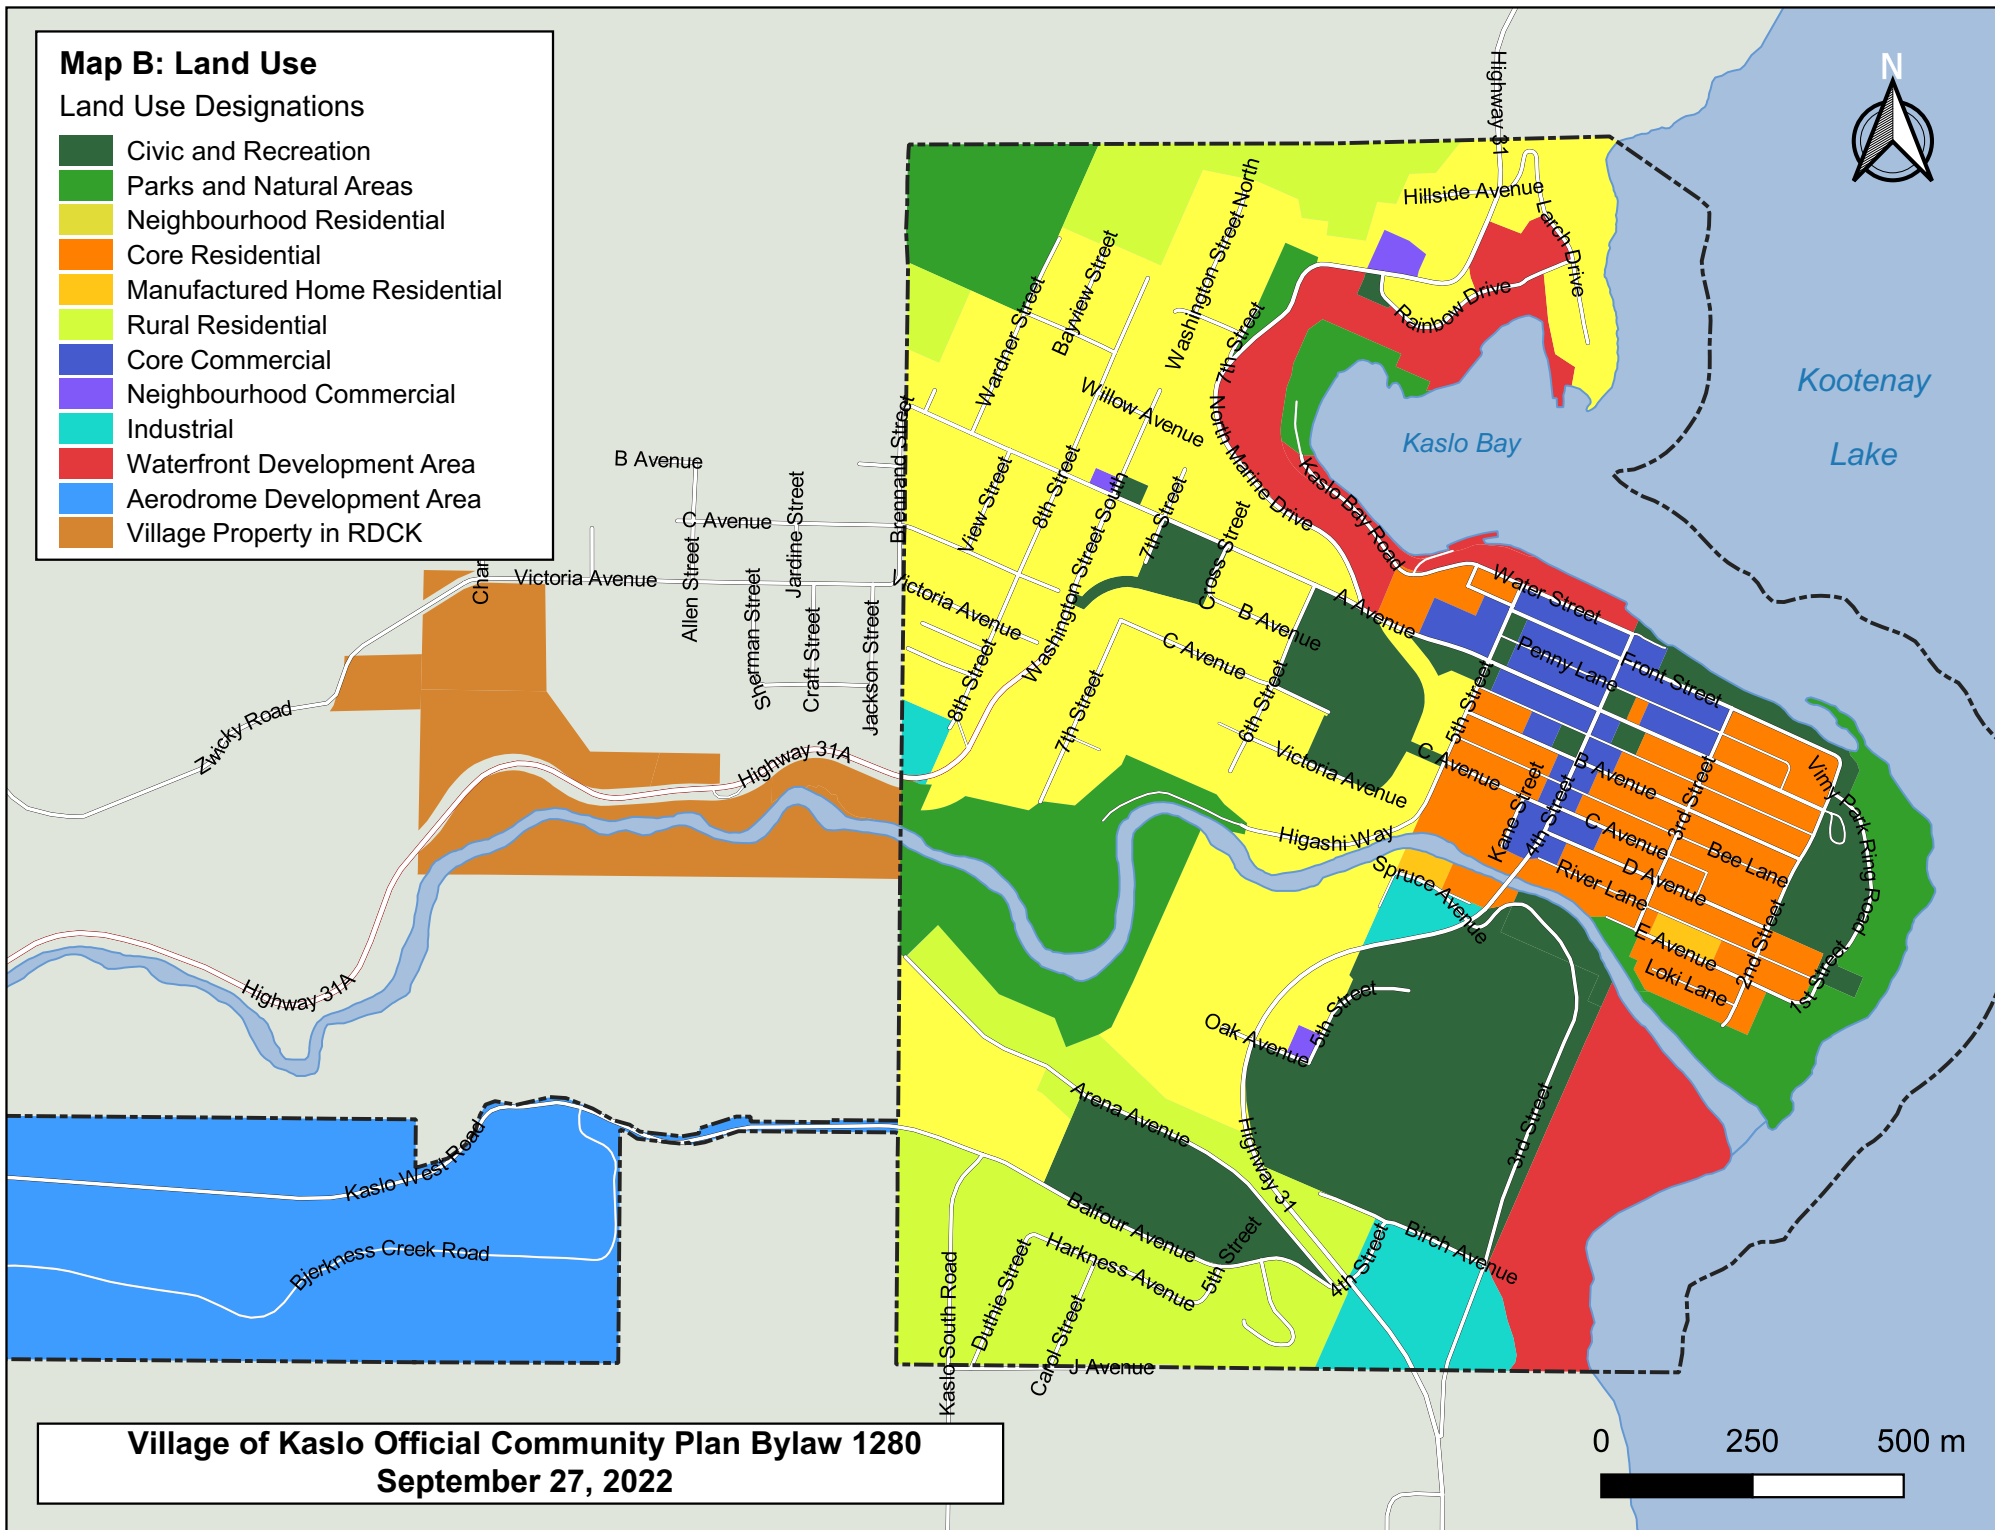 Map B: Land Use
Land Use Designations
Civic and Recreation
Parks and Natural Areas
Neighbourhood Residential
Core Residential
Manufactured Home Residential
Rural Residential
Core Commercial
Neighbourhood Commercial
Industrial
Waterfront Development Area
Aerodrome Development Area
Village Property in RDCK
N
Highway 31
Hillside Avenue
Larch Drive
Rainbow Drive
Washington Street North
Bayview Street
Wardner Street
7th Street
Willow Avenue
North Marine Drive
Kaslo Bay Road
Kaslo Bay
Kootenay
Lake
B Avenue
C Avenue
Jardine Street
Brennand Street
Allen Street
Victoria Avenue
Char
Sherman Street
Craft Street
Jackson Street
Zwicky Road
Highway 31A
Highway 31A
View Street
8th Street
Washington Street South
7th Street
Cross Street
Victoria Avenue
8th Street
7th Street
B Avenue
C Avenue
6th Street
A Avenue
Victoria Avenue
Higashi Way
Water Street
Penny Lane
Front Street
5th Street
C Avenue
Kane Street
4th Street
B Avenue
3rd Street
C Avenue
Bee Lane
D Avenue
River Lane
E Avenue
Loki Lane
2nd Street
1st Street
Vimy Park Ring Road
Spruce Avenue
5th Street
Oak Avenue
3rd Street
Highway 31
Arena Avenue
Balfour Avenue
Birch Avenue
4th Street
5th Street
Harkness Avenue
Duthie Street
Carol Street
J Avenue
Kaslo South Road
Kaslo West Road
Bjerkness Creek Road
Village of Kaslo Official Community Plan Bylaw 1280
September 27, 2022
0 250 500 m